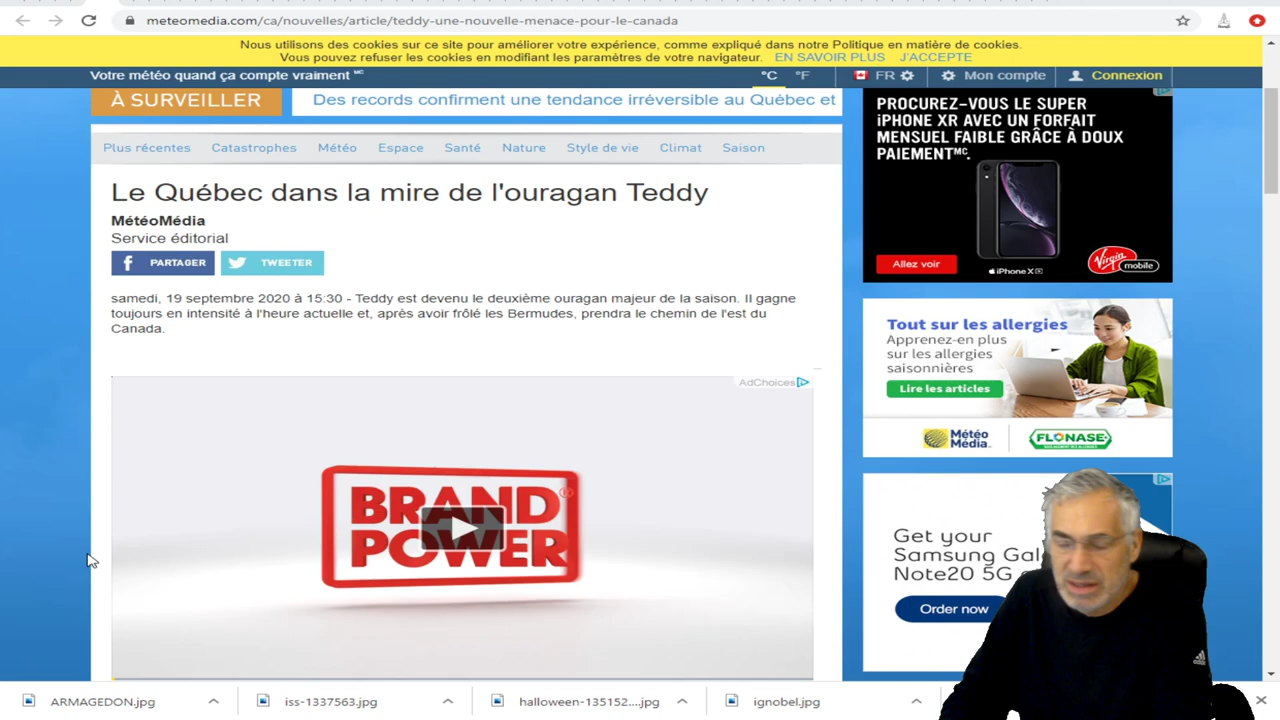 meteomedia.com/ca/nouvelles/article/teddy-une-nouvelle-menace-pour-le-canada
Nous utilisons des cookies sur ce site pour améliorer votre expérience, comme expliqué dans notre Politique en matière de cookies.
Vous pouvez refuser les cookies en modifiant les paramètres de votre navigateur. EN SAVOIR PLUS J'ACCEPTE
Votre météo quand ça compte vraiment MC
°C °F FR Mon compte Connexion
À SURVEILLER
Des records confirment une tendance irréversible au Québec et
Plus récentes Catastrophes Météo Espace Santé Nature Style de vie Climat Saison
Le Québec dans la mire de l'ouragan Teddy
MétéoMédia
Service éditorial
PARTAGER TWEETER
samedi, 19 septembre 2020 à 15:30 - Teddy est devenu le deuxième ouragan majeur de la saison. Il gagne
toujours en intensité à l'heure actuelle et, après avoir frôlé les Bermudes, prendra le chemin de l'est du
Canada.
AdChoices
BRAND
POWER
PROCUREZ-VOUS LE SUPER
iPHONE XR AVEC UN FORFAIT
MENSUEL FAIBLE GRÂCE À DOUX
PAIEMENT MC.
Allez voir
iPhone XR
Virgin
mobile
Tout sur les allergies
Apprenez-en plus
sur les allergies
saisonnières
Lire les articles
Météo
Média
FLONASE
Get your
Samsung Gal
Note20 5G
Order now
adidas
ARMAGEDON.jpg iss-1337563.jpg halloween-135152....jpg ignobel.jpg